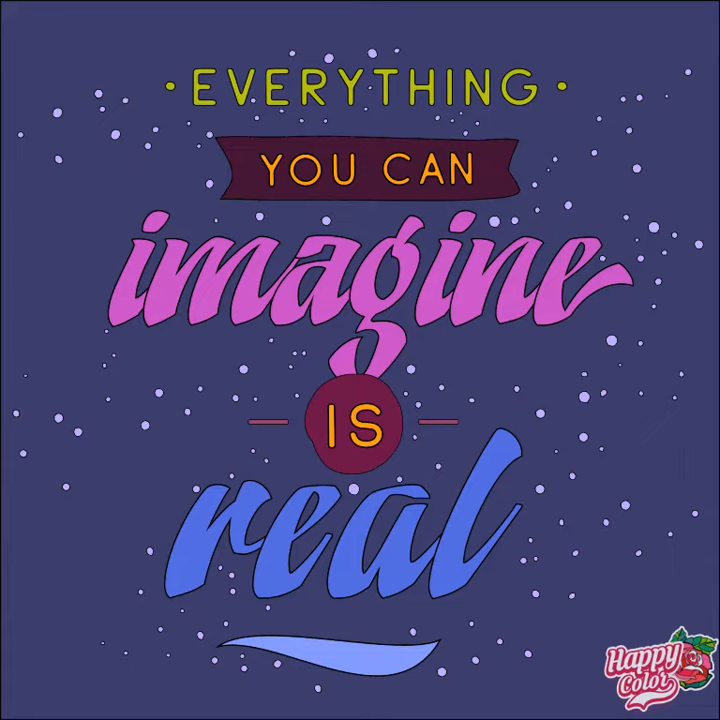 • EVERYTHING •
YOU CAN
imagine
IS
real
Happy
Color